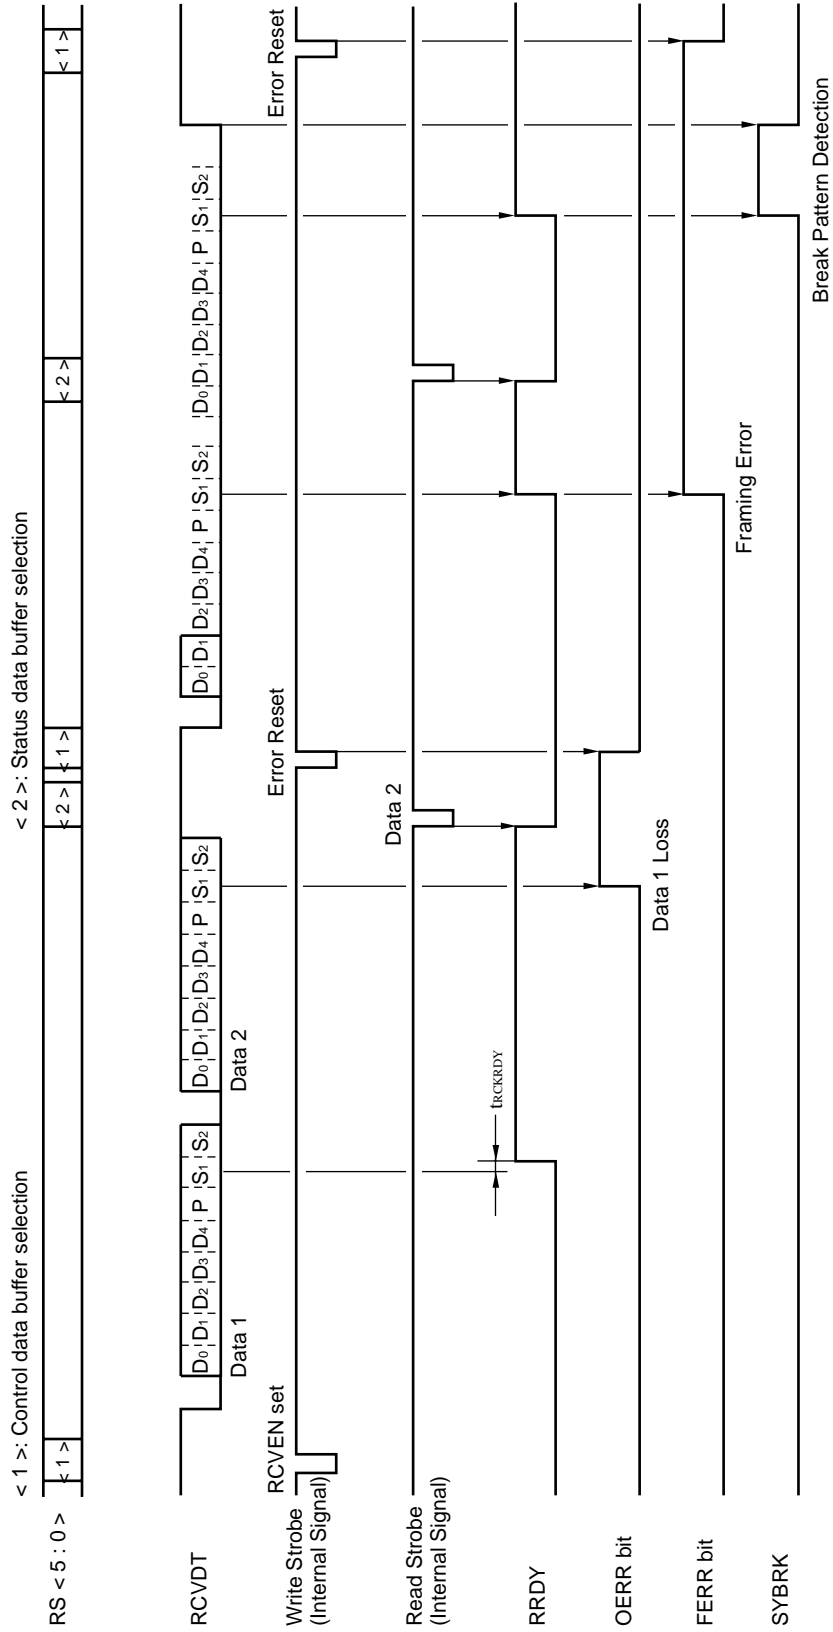 < 1 >: Control data buffer selection
< 2 >: Status data buffer selection
RS < 5 : 0 >
< 1 >
< 2 >
< 1 >
< 2 >
< 1 >
RCVDT
D0 D1 D2 D3 D4 P S1 S2
D0 D1 D2 D3 D4 P S1 S2
D0 D1 D2 D3 D4 P S1 S2
D0 D1 D2 D3 D4 P S1 S2
Data 1
Data 2
RCVEN set
Error Reset
Error Reset
Write Strobe
(Internal Signal)
Data 2
Read Strobe
(Internal Signal)
tRCKRDY
RRDY
OERR bit
Data 1 Loss
FERR bit
Framing Error
SYBRK
Break Pattern Detection